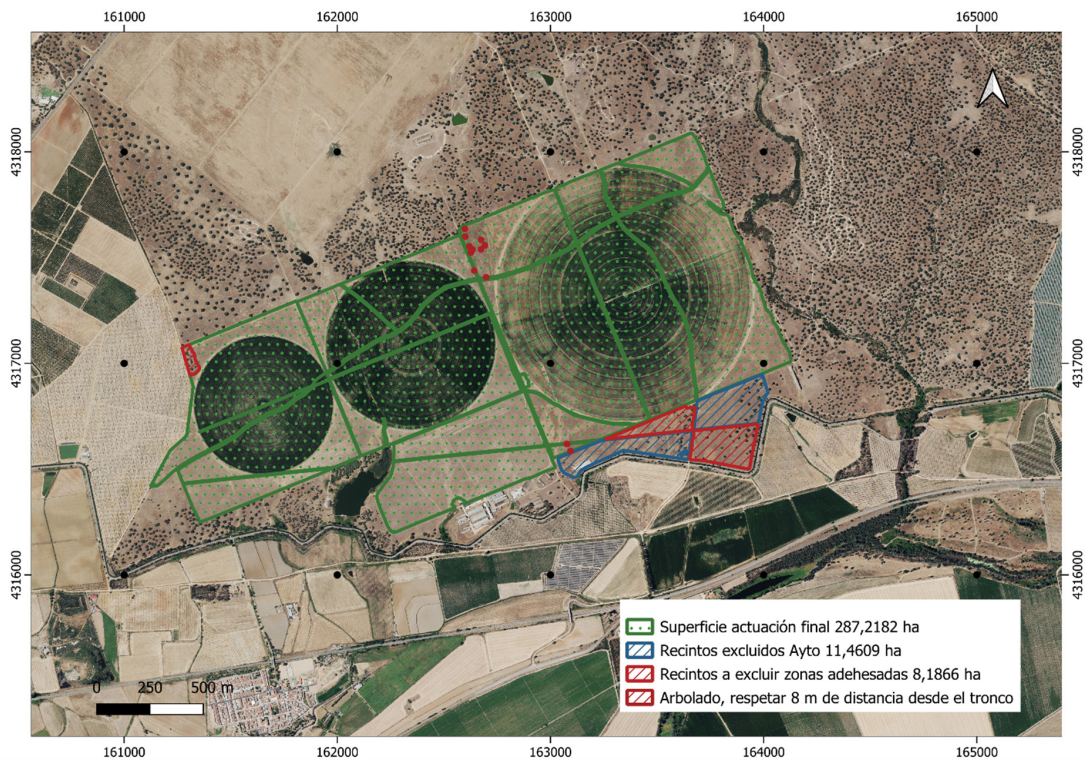 161000 162000 163000 164000 165000
4318000 4318000
4317000 4317000
4316000 4316000
Superficie actuación final 287,2182 ha
Recintos excluidos Ayto 11,4609 ha
Recintos a excluir zonas adehesadas 8,1866 ha
Arbolado, respetar 8 m de distancia desde el tronco
0 250 500 m
161000 162000 163000 164000 165000